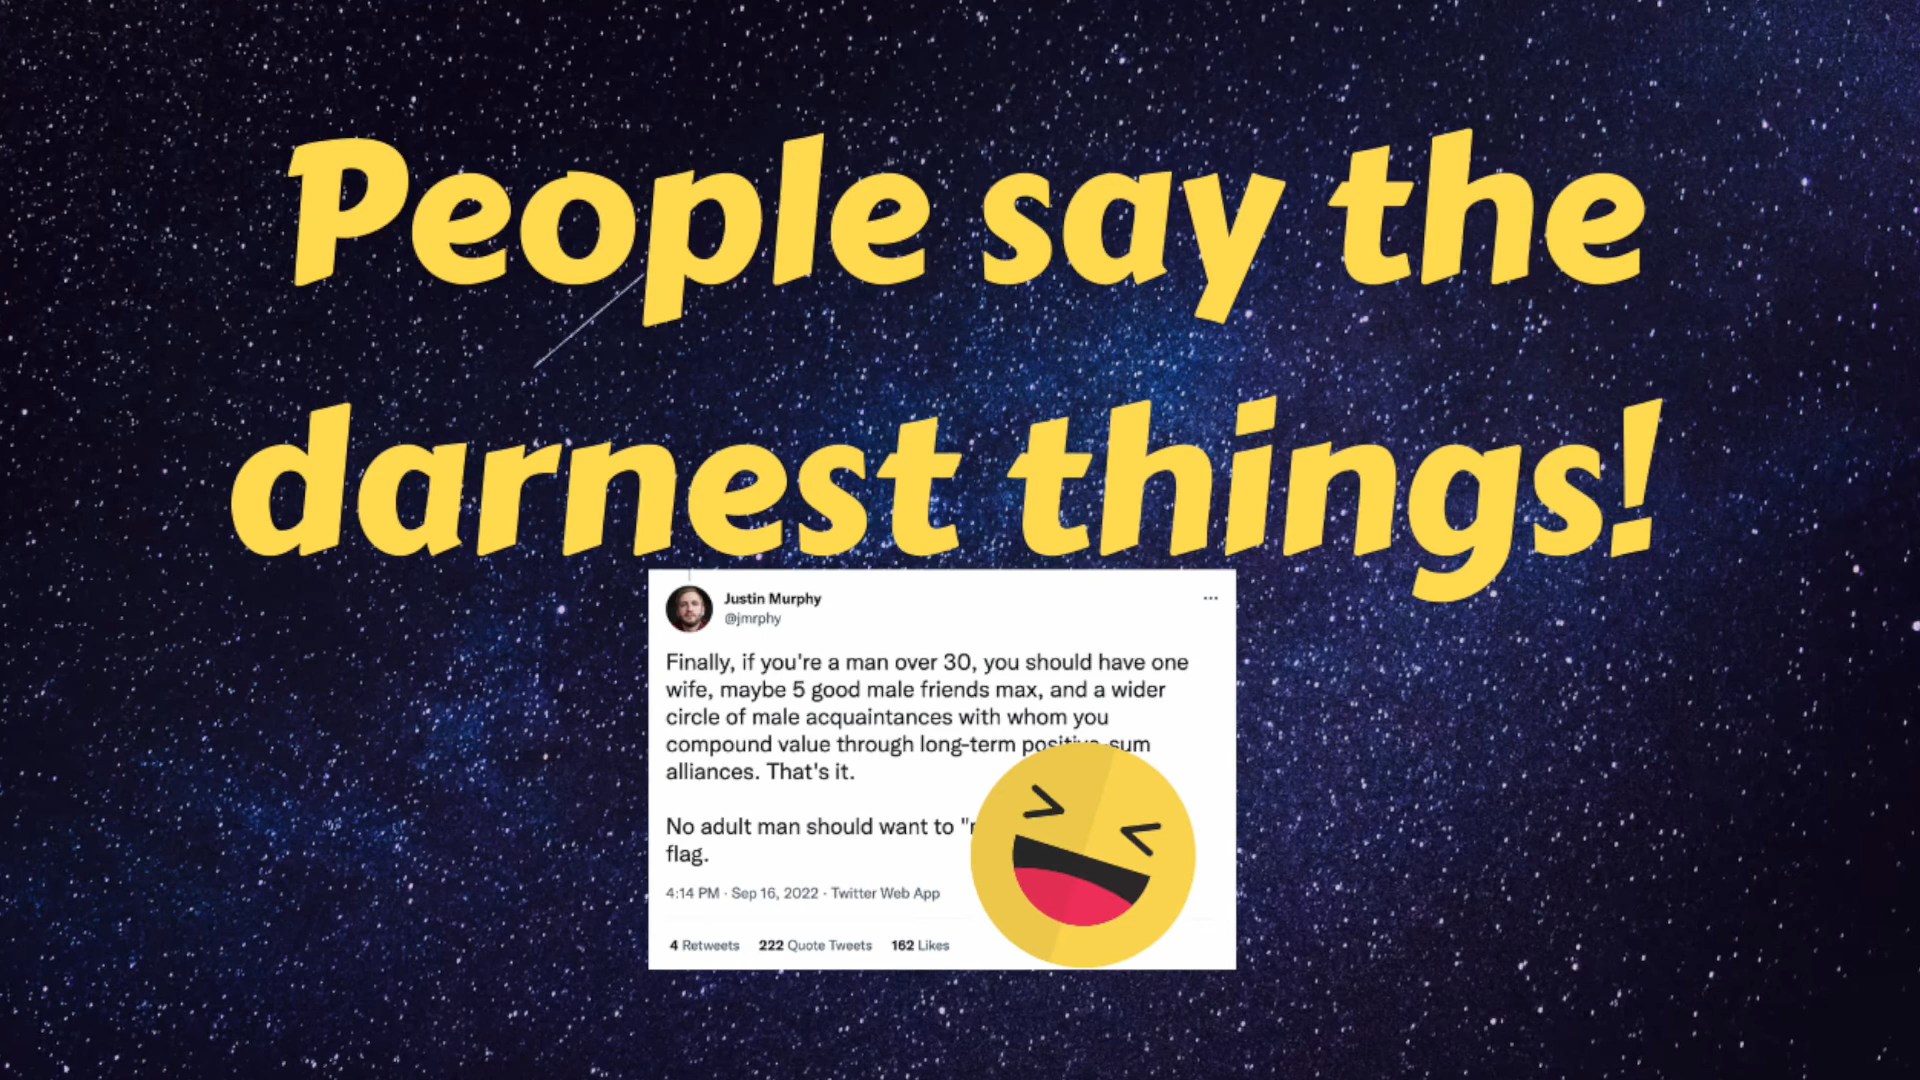 People say the
darnest things!
Justin Murphy
@jmrphy
Finally, if you're a man over 30, you should have one
wife, maybe 5 good male friends max, and a wider
circle of male acquaintances with whom you
compound value through long-term positive-sum
alliances. That's it.
No adult man should want to
flag.
4:14 PM · Sep 16, 2022 · Twitter Web App
4 Retweets 222 Quote Tweets 162 Likes